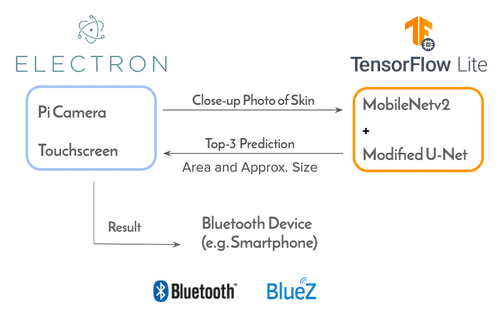 ELECTRON
TensorFlow Lite
Pi Camera
Touchscreen
Close-up Photo of Skin
Top-3 Prediction
Area and Approx. Size
MobileNetv2
+
Modified U-Net
Result
Bluetooth Device
(e.g. Smartphone)
Bluetooth™
BlueZ